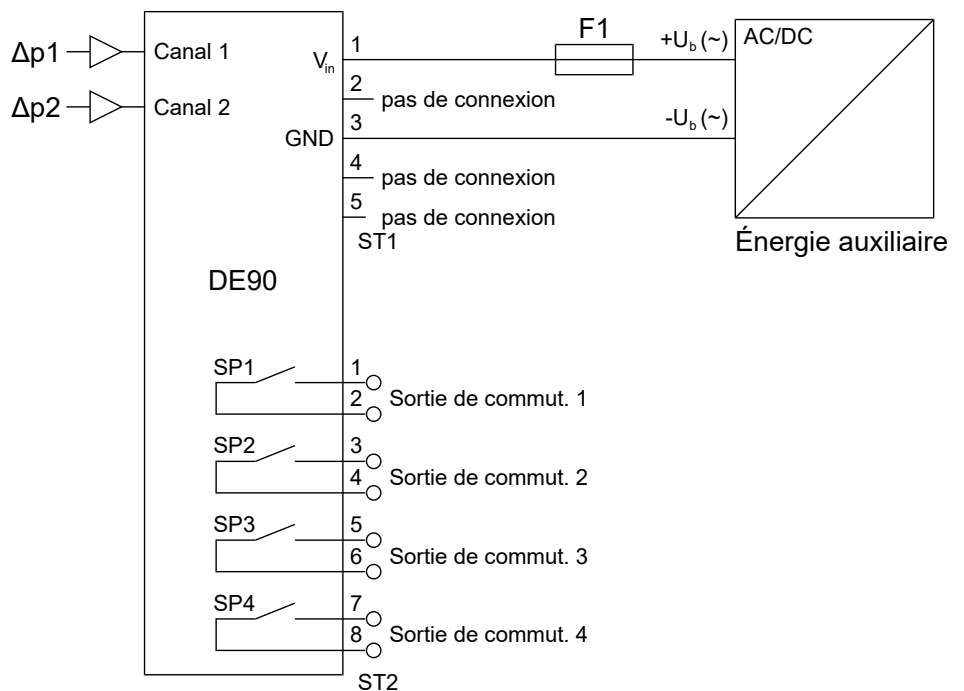 Δp1
Canal 1
Δp2
Canal 2
V_in
1
F1
+U_b (~)
AC/DC
2
pas de connexion
GND
3
-U_b (~)
4
pas de connexion
5
pas de connexion
ST1
Énergie auxiliaire
DE90
SP1
1
2
Sortie de commut. 1
SP2
3
4
Sortie de commut. 2
SP3
5
6
Sortie de commut. 3
SP4
7
8
Sortie de commut. 4
ST2